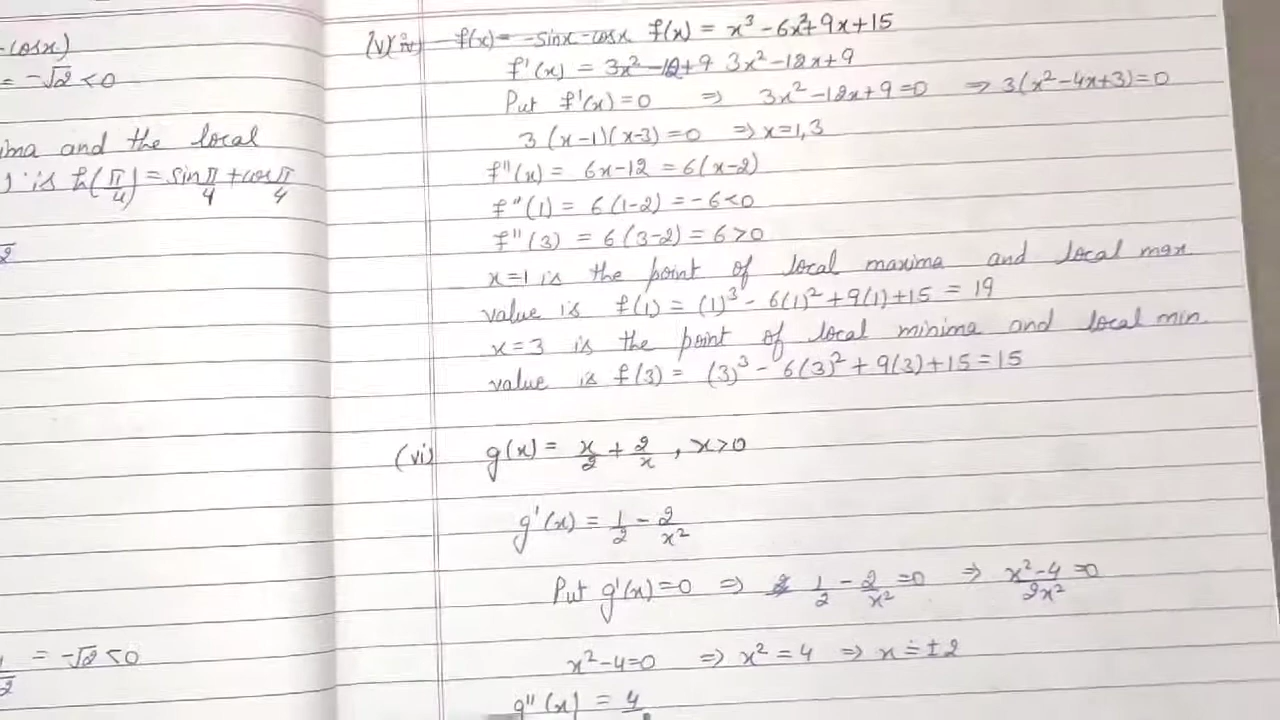 -cosx)
= -√2 < 0
ima and the local
) is h(π/4) = sin π/4 + cos π/4
2
= -√2 < 0
2
(v) (iv) f(x) = -sinx-cosx f(x) = x³ - 6x² + 9x + 15
f'(x) = 3x² - 12 + 9 3x² - 12x + 9
Put f'(x) = 0 ⇒ 3x² - 12x + 9 = 0 ⇒ 3(x² - 4x + 3) = 0
3 (x-1)(x-3) = 0 ⇒ x = 1, 3
f''(x) = 6x - 12 = 6(x-2)
f''(1) = 6(1-2) = -6 < 0
f''(3) = 6(3-2) = 6 > 0
x=1 is the point of local maxima and local max.
value is f(1) = (1)³ - 6(1)² + 9(1) + 15 = 19
x=3 is the point of local minima and local min.
value is f(3) = (3)³ - 6(3)² + 9(3) + 15 = 15
(vi) g(x) = x/2 + 2/x , x > 0
g'(x) = 1/2 - 2/x²
Put g'(x) = 0 ⇒ 1/2 - 2/x² = 0 ⇒ x²-4/2x² = 0
x² - 4 = 0 ⇒ x² = 4 ⇒ x = ±2
g''(x) = 4